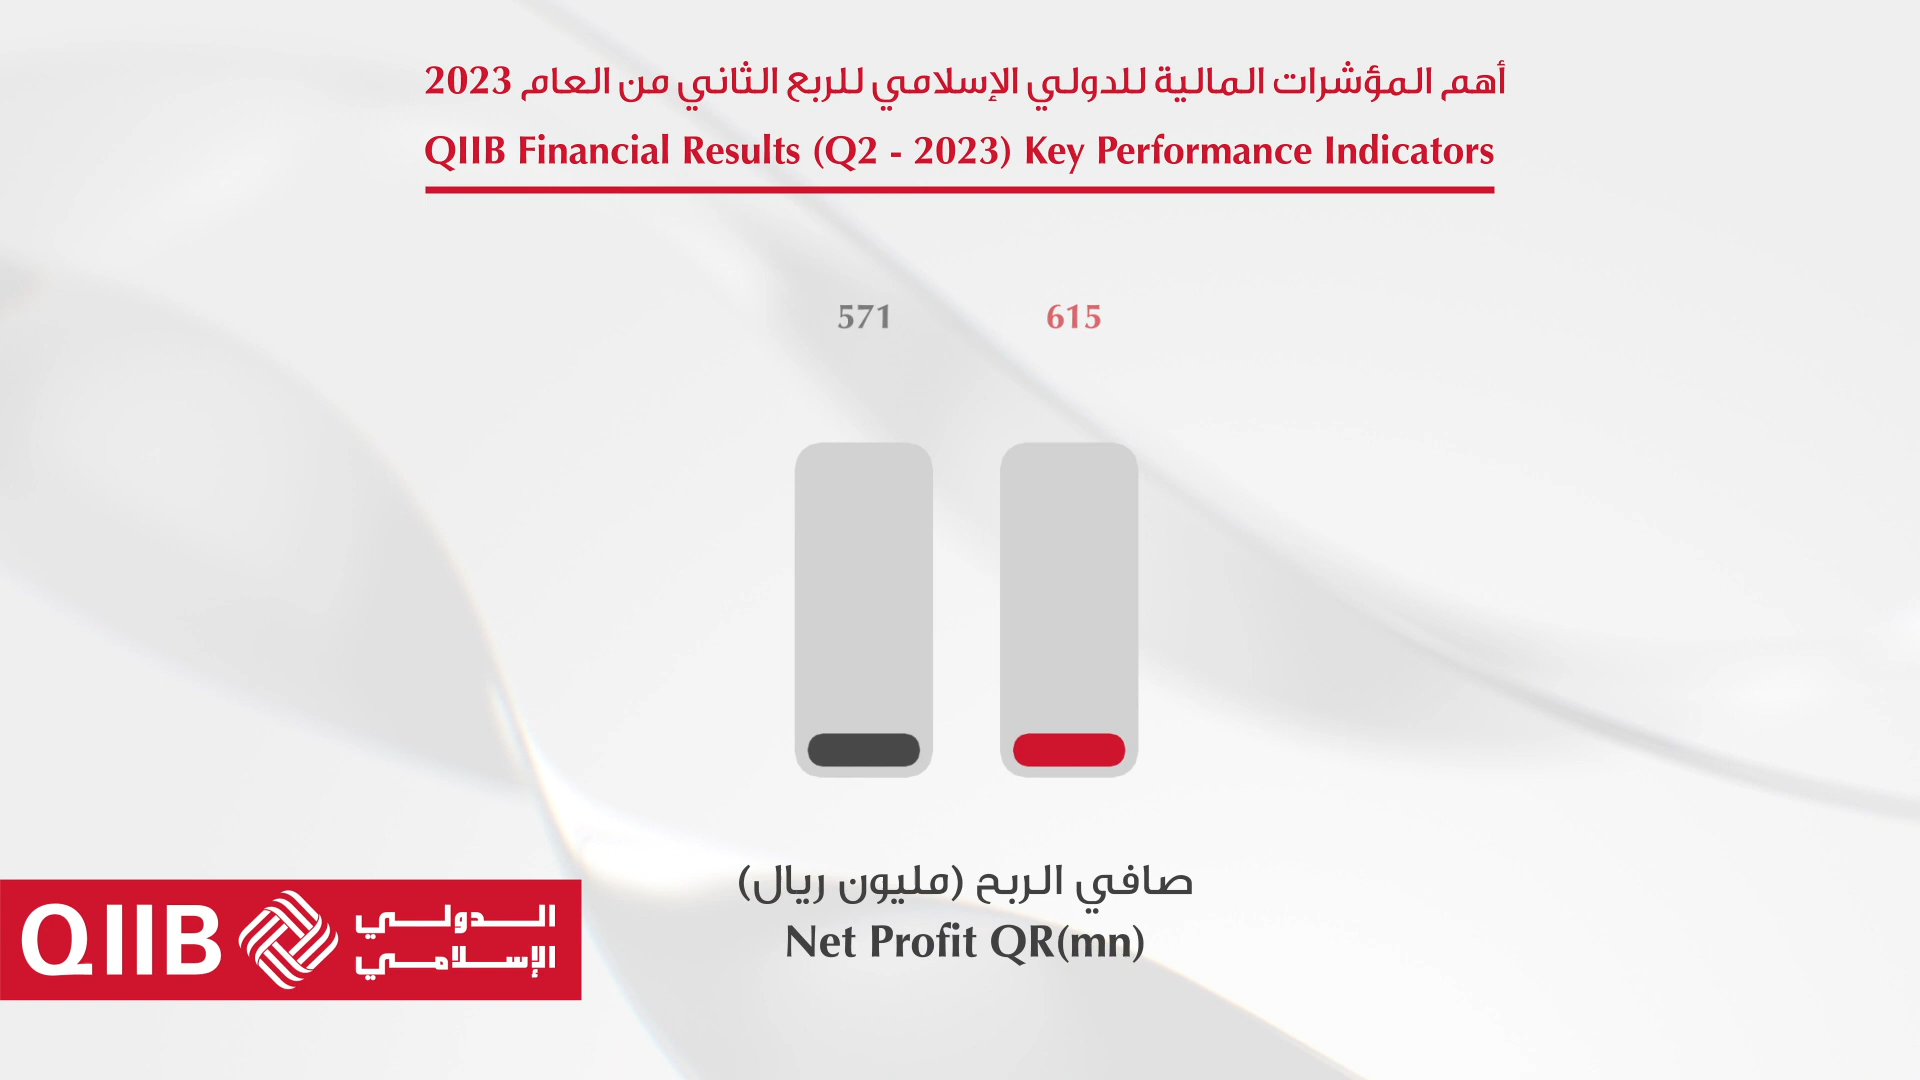 أهم المؤشرات المالية للدولي الإسلامي للربع الثاني من العام 2023
QIIB Financial Results (Q2 - 2023) Key Performance Indicators
571 615
صافي الربح (مليون ريال)
Net Profit QR(mn)
QIIB
الدولي
الإسلامي